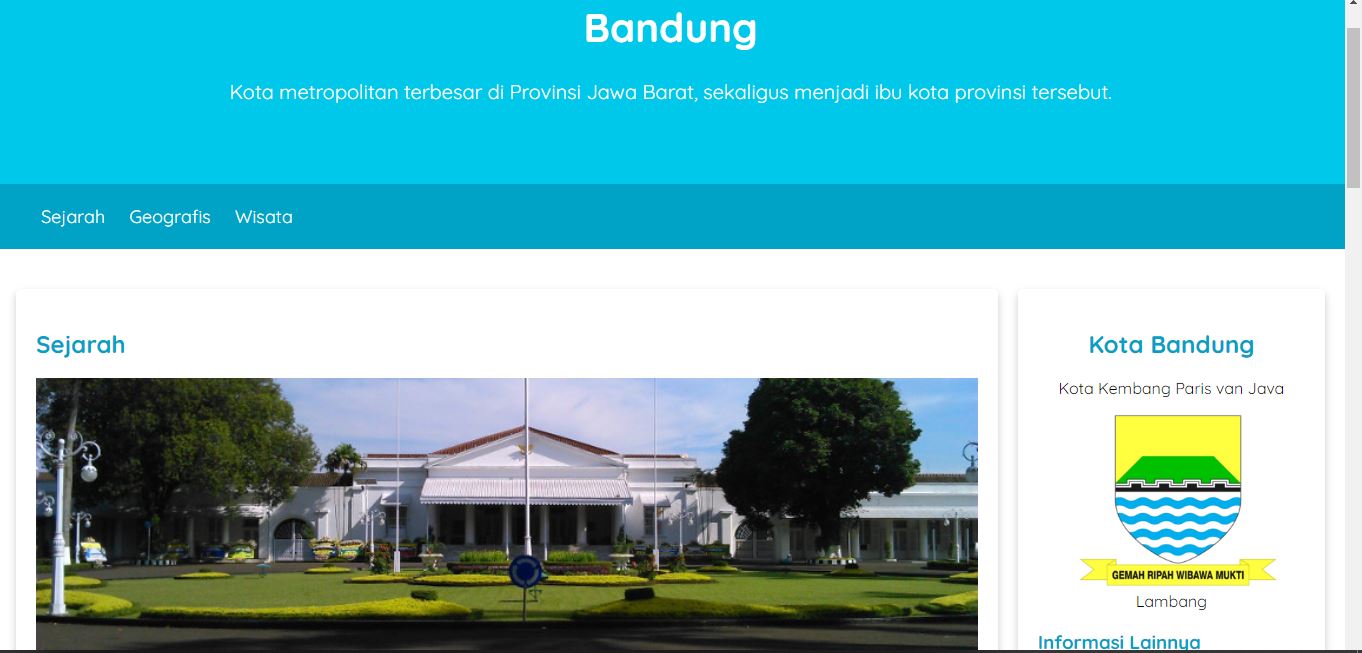 Bandung
Kota metropolitan terbesar di Provinsi Jawa Barat, sekaligus menjadi ibu kota provinsi tersebut.
Sejarah Geografis Wisata
Sejarah
Kota Bandung
Kota Kembang Paris van Java
GEMAH RIPAH WIBAWA MUKTI
Lambang
Informasi Lainnya